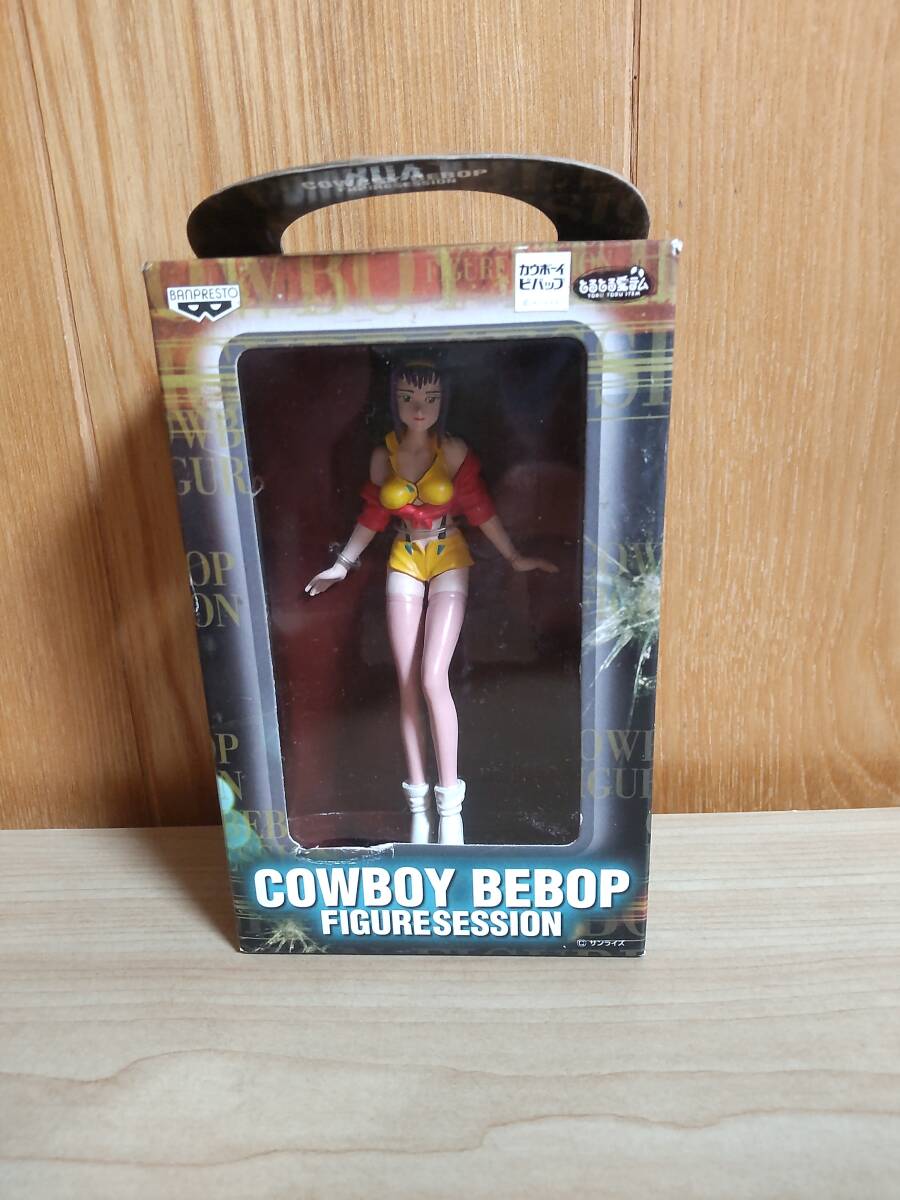 COWBOY BEBOP
FIGURESESSION
BANPRESTO
カウボーイ
ビバップ
とるとる愛テム
TORU TORU ITEM
COWBOY BEBOP
FIGURESESSION
© サンライズ